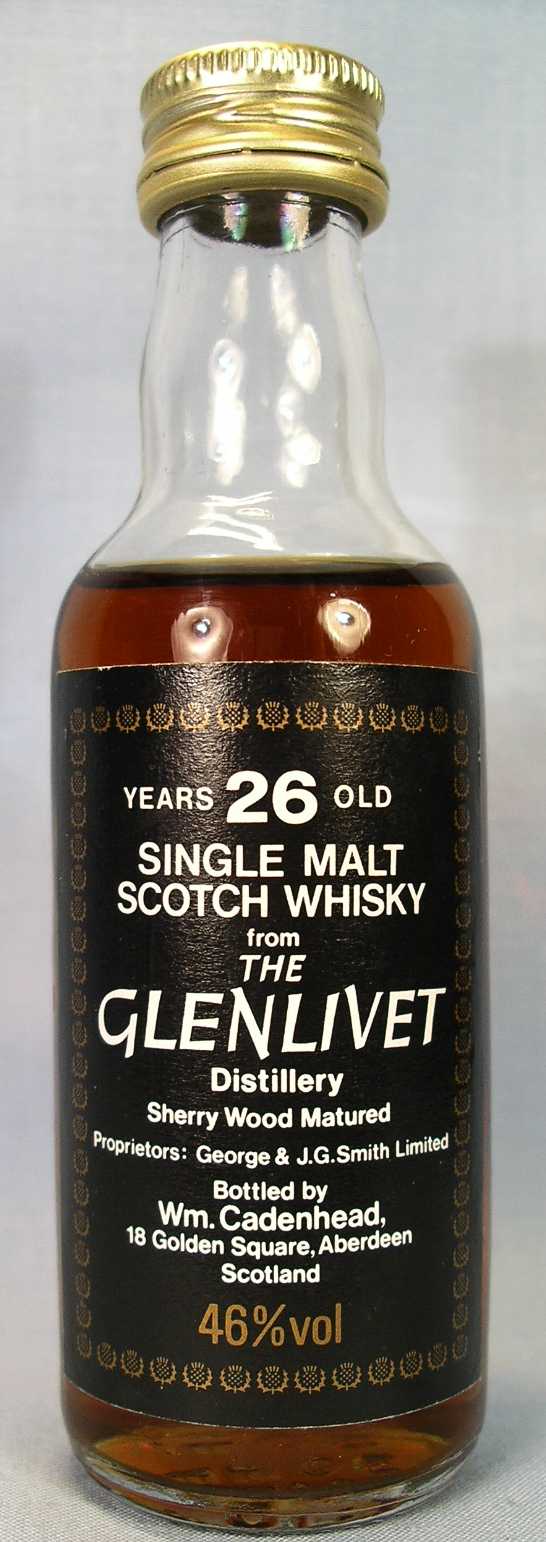 YEARS 26 OLD
SINGLE MALT
SCOTCH WHISKY
from
THE
GLENLIVET
Distillery
Sherry Wood Matured
Proprietors: George & J.G.Smith Limited
Bottled by
Wm. Cadenhead,
18 Golden Square, Aberdeen
Scotland
46%vol